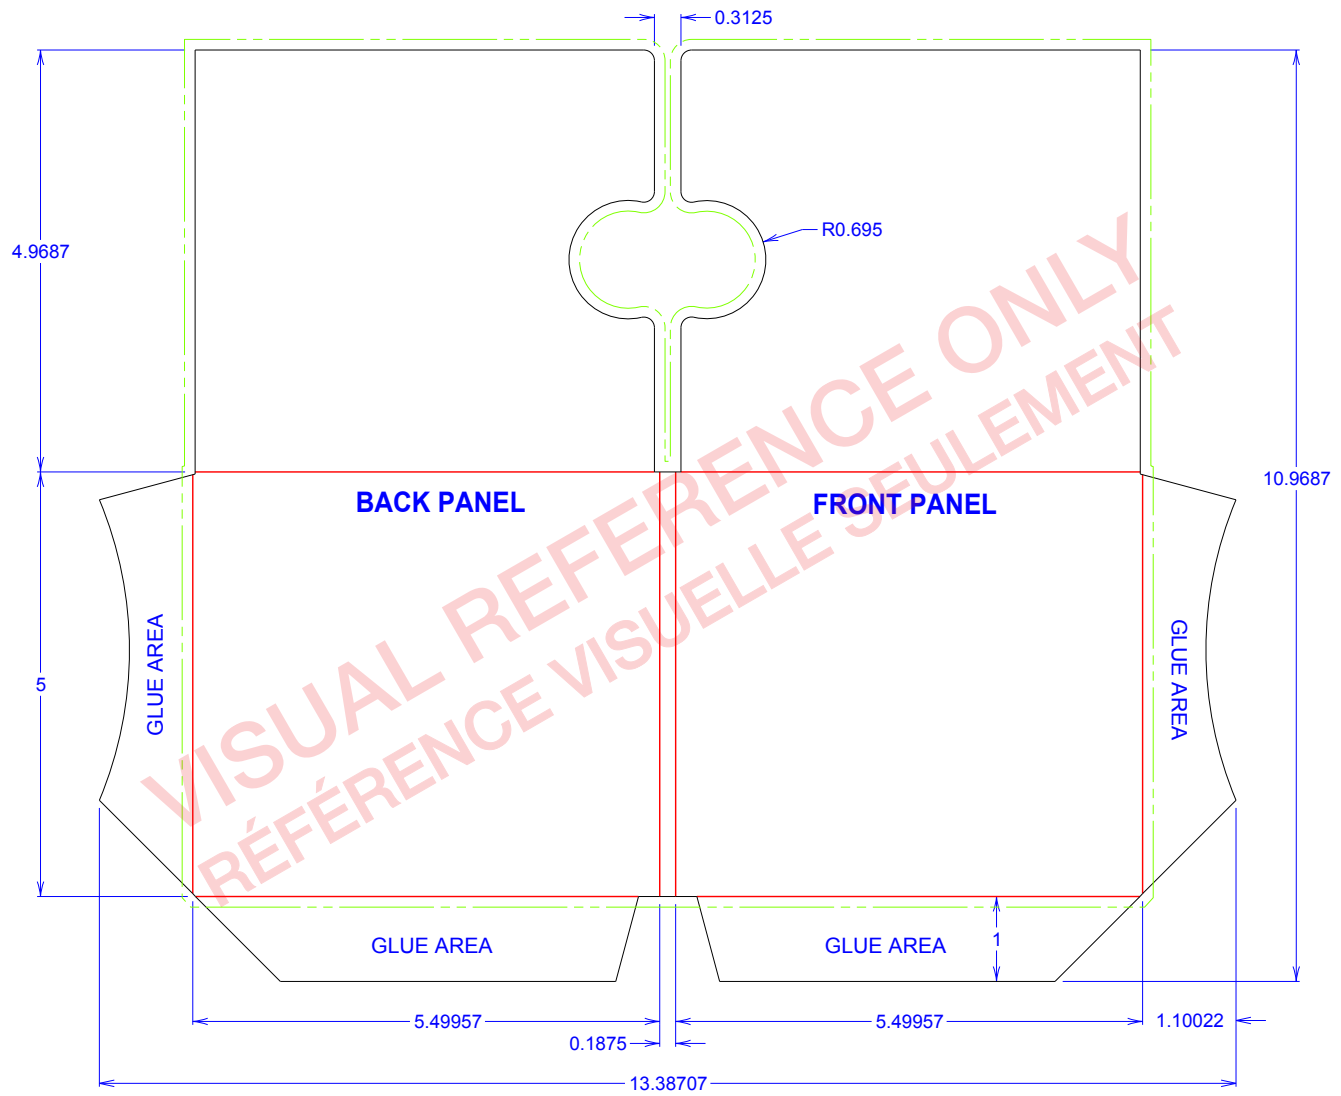 0.3125
R0.695
4.9687
10.9687
BACK PANEL
FRONT PANEL
VISUAL REFERENCE ONLY
RÉFÉRENCE VISUELLE SEULEMENT
GLUE AREA
GLUE AREA
5
GLUE AREA
GLUE AREA
1
5.49957
5.49957
1.10022
0.1875
13.38707